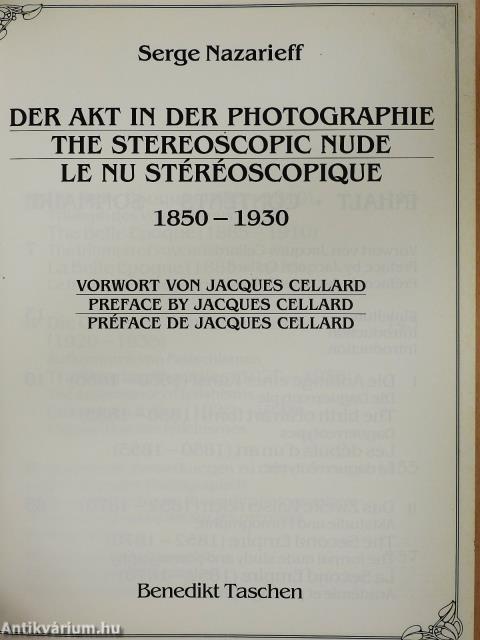 Serge Nazarieff
DER AKT IN DER PHOTOGRAPHIE
THE STEREOSCOPIC NUDE
LE NU STÉRÉOSCOPIQUE
1850 – 1930
VORWORT VON JACQUES CELLARD
PREFACE BY JACQUES CELLARD
PRÉFACE DE JACQUES CELLARD
Benedikt Taschen
Antikvárium.hu